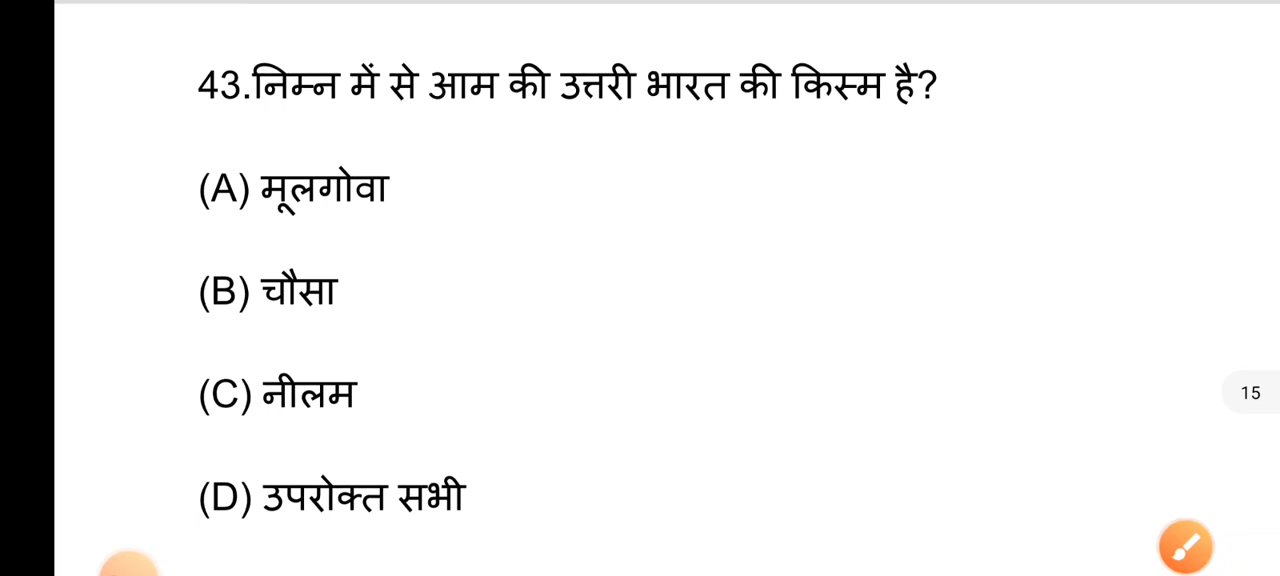 43.निम्न में से आम की उत्तरी भारत की किस्म है?
(A) मूलगोवा
(B) चौसा
(C) नीलम
15
(D) उपरोक्त सभी